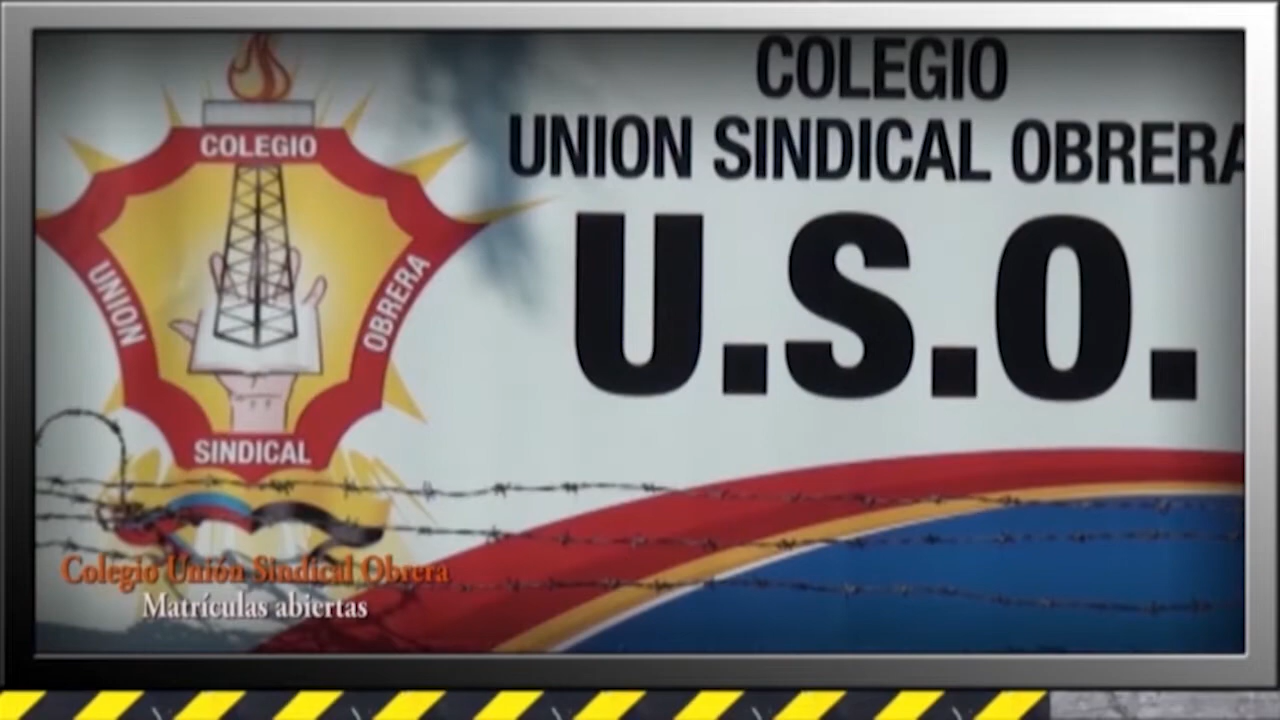 COLEGIO
UNION
OBRERA
SINDICAL
COLEGIO
UNION SINDICAL OBRERA
U.S.O.
Colegio Unión Sindical Obrera
Matrículas abiertas